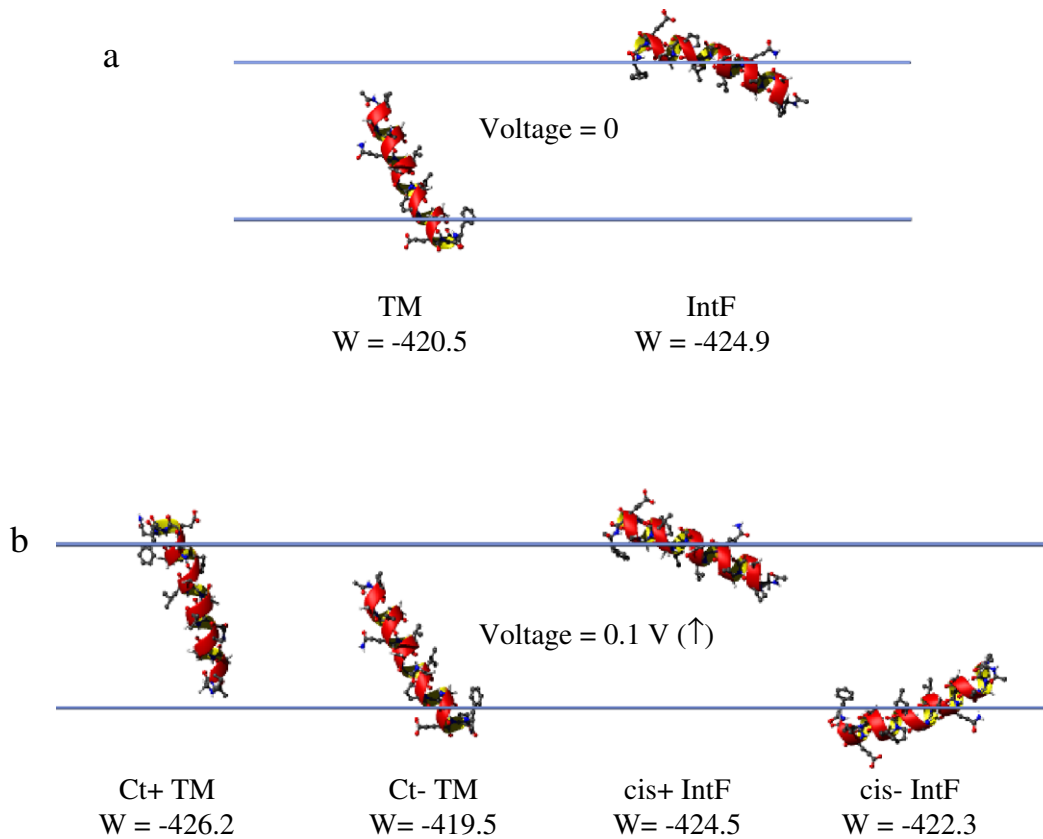 a
Voltage = 0
TM
W = -420.5
IntF
W = -424.9
b
Voltage = 0.1 V (↑)
Ct+ TM
W = -426.2
Ct- TM
W= -419.5
cis+ IntF
W = -424.5
cis- IntF
W = -422.3